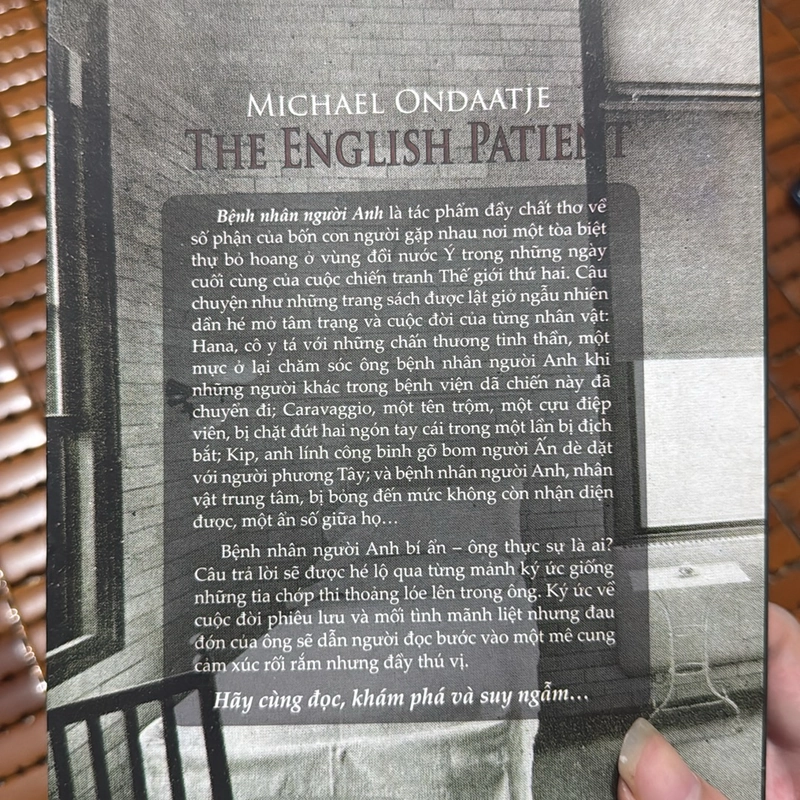 MICHAEL ONDAATJE
THE ENGLISH PATIENT
Bệnh nhân người Anh là tác phẩm đầy chất thơ về
số phận của bốn con người gặp nhau nơi một tòa biệt
thự bỏ hoang ở vùng đồi nước Ý trong những ngày
cuối cùng của cuộc chiến tranh Thế giới thứ hai. Câu
chuyện như những trang sách được lật giở ngẫu nhiên
dần hé mở tâm trạng và cuộc đời của từng nhân vật:
Hana, cô y tá với những chấn thương tinh thần, một
mực ở lại chăm sóc ông bệnh nhân người Anh khi
những người khác trong bệnh viện dã chiến này đã
chuyển đi; Caravaggio, một tên trộm, một cựu điệp
viên, bị chặt đứt hai ngón tay cái trong một lần bị địch
bắt; Kip, anh lính công binh gỡ bom người Ấn dè dặt
với người phương Tây; và bệnh nhân người Anh, nhân
vật trung tâm, bị bỏng đến mức không còn nhận diện
được, một ẩn số giữa họ...
Bệnh nhân người Anh bí ẩn – ông thực sự là ai?
Câu trả lời sẽ được hé lộ qua từng mảnh ký ức giống
những tia chớp thi thoảng lóe lên trong ông. Ký ức về
cuộc đời phiêu lưu và mối tình mãnh liệt nhưng đau
đớn của ông sẽ dẫn người đọc bước vào một mê cung
cảm xúc rối rắm nhưng đầy thú vị.
Hãy cùng đọc, khám phá và suy ngẫm...